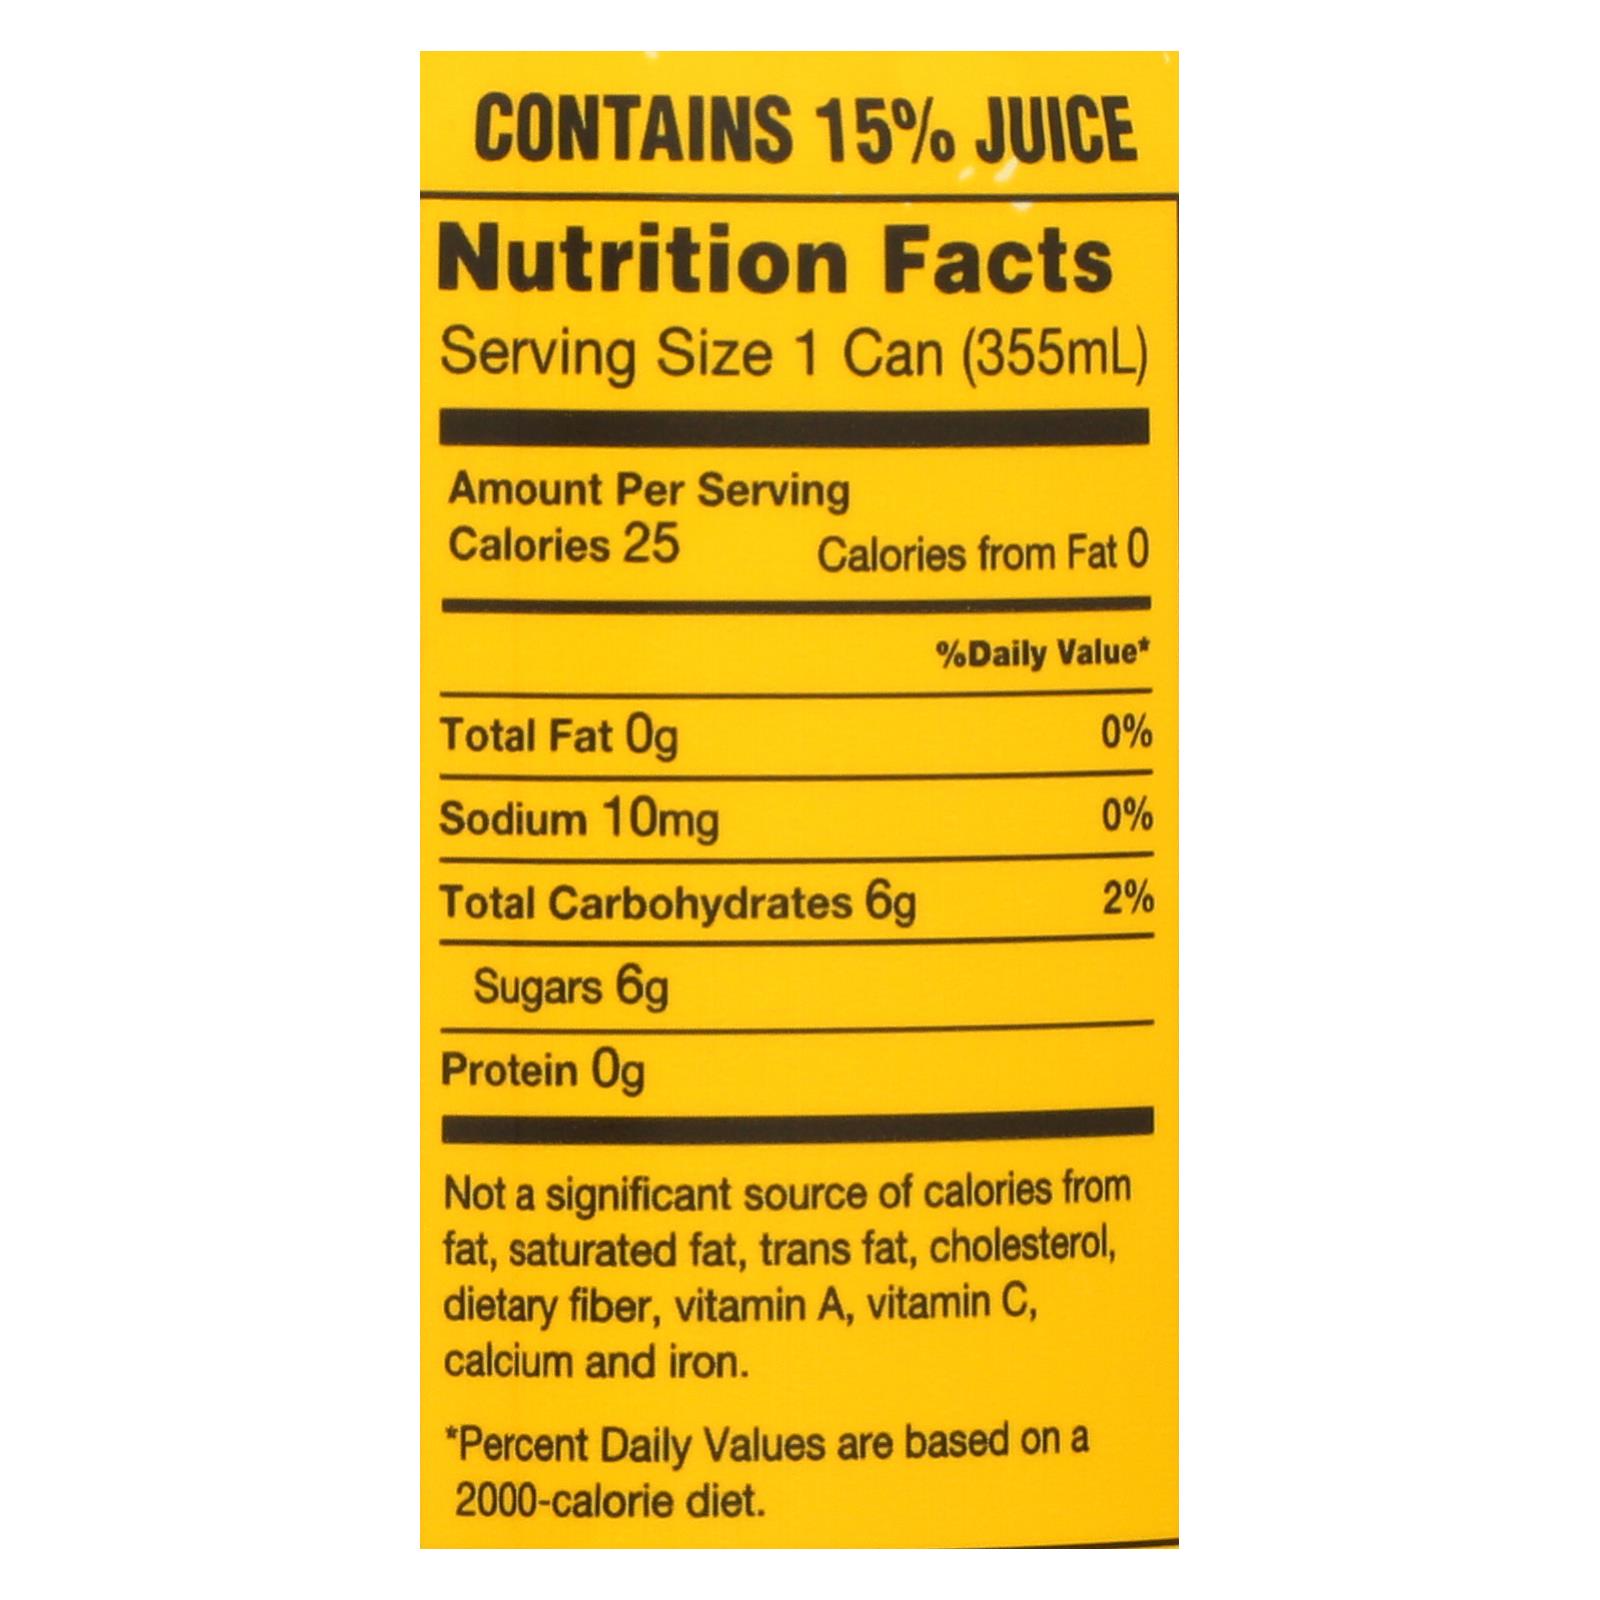 CONTAINS 15% JUICE
Nutrition Facts
Serving Size 1 Can (355mL)
Amount Per Serving
Calories 25 Calories from Fat 0
%Daily Value*
Total Fat 0g 0%
Sodium 10mg 0%
Total Carbohydrates 6g 2%
Sugars 6g
Protein 0g
Not a significant source of calories from
fat, saturated fat, trans fat, cholesterol,
dietary fiber, vitamin A, vitamin C,
calcium and iron.
*Percent Daily Values are based on a
2000-calorie diet.